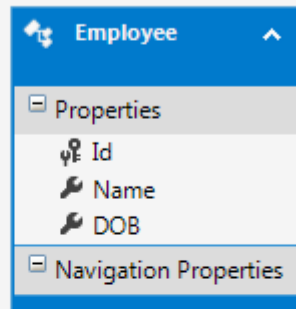 Employee
Properties
Id
Name
DOB
Navigation Properties